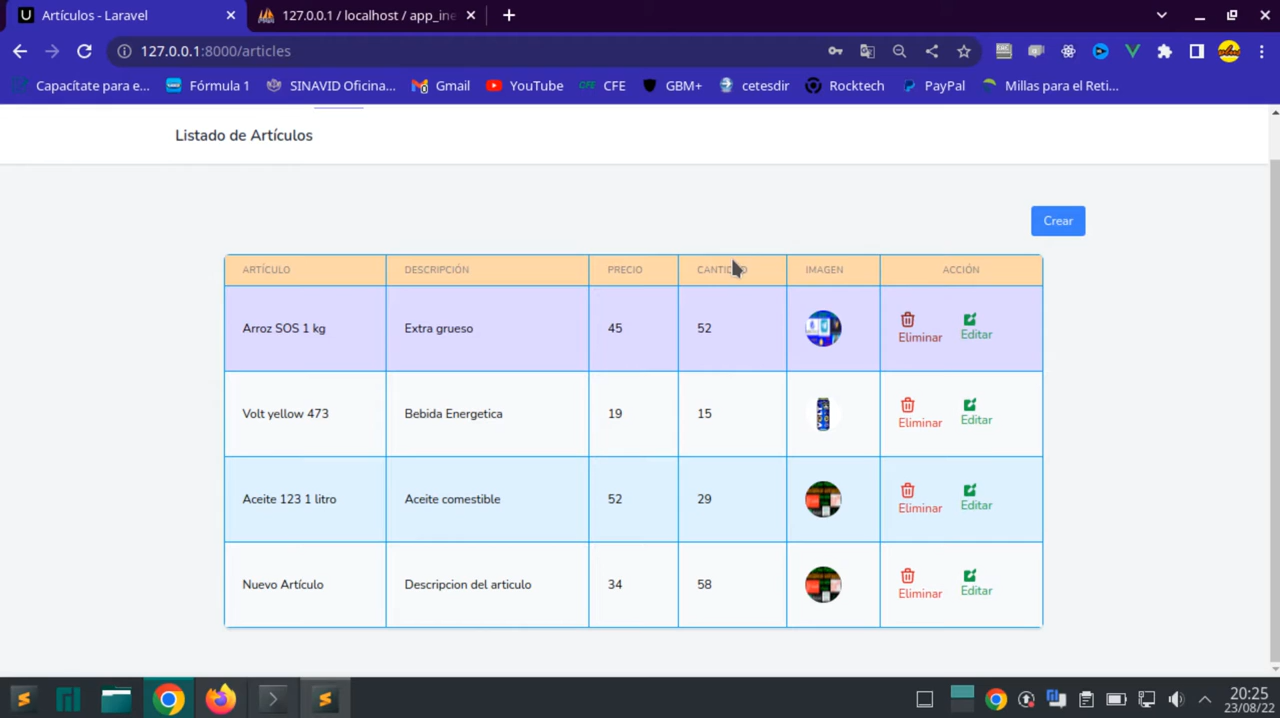 Artículos - Laravel
127.0.0.1 / localhost / app_ine
127.0.0.1:8000/articles
Capacítate para e...
Fórmula 1
SINAVID Oficina...
Gmail
YouTube
CFE CFE
GBM+
cetesdir
Rocktech
PayPal
Millas para el Reti...
Listado de Artículos
Crear
ARTÍCULO DESCRIPCIÓN PRECIO CANTIDAD IMAGEN ACCIÓN
Arroz SOS 1 kg Extra grueso 45 52 Eliminar Editar
Volt yellow 473 Bebida Energetica 19 15 Eliminar Editar
Aceite 123 1 litro Aceite comestible 52 29 Eliminar Editar
Nuevo Artículo Descripcion del articulo 34 58 Eliminar Editar
20:25
23/08/22